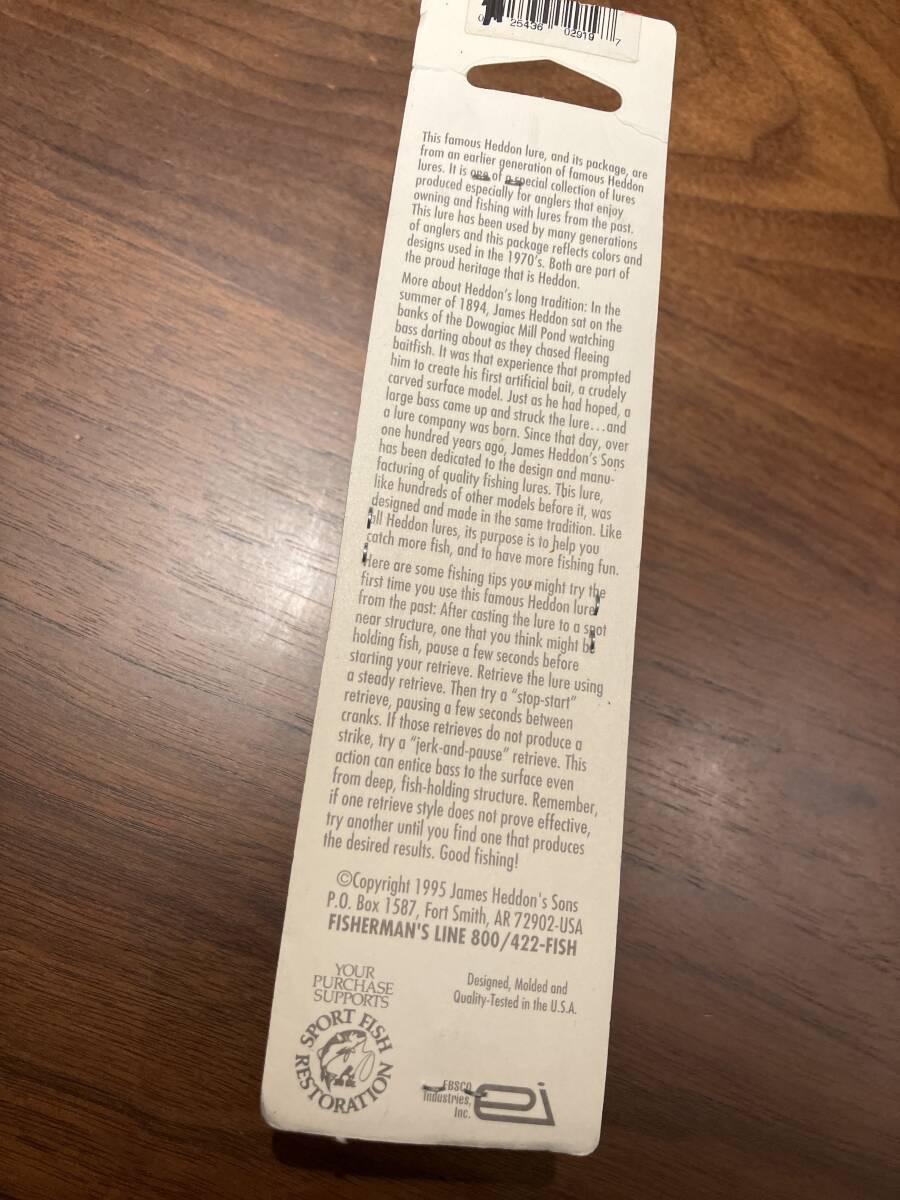 0 25436 02919 7
This famous Heddon lure, and its package, are
from an earlier generation of famous Heddon
lures. It is one of a special collection of lures
produced especially for anglers that enjoy
owning and fishing with lures from the past.
This lure has been used by many generations
of anglers and this package reflects colors and
designs used in the 1970's. Both are part of
the proud heritage that is Heddon.
More about Heddon's long tradition: In the
summer of 1894, James Heddon sat on the
banks of the Dowagiac Mill Pond watching
bass darting about as they chased fleeing
baitfish. It was that experience that prompted
him to create his first artificial bait, a crudely
carved surface model. Just as he had hoped, a
large bass came up and struck the lure...and
a lure company was born. Since that day, over
one hundred years ago, James Heddon's Sons
has been dedicated to the design and manu-
facturing of quality fishing lures. This lure,
like hundreds of other models before it, was
designed and made in the same tradition. Like
all Heddon lures, its purpose is to help you
catch more fish, and to have more fishing fun.
Here are some fishing tips you might try the
first time you use this famous Heddon lure
from the past: After casting the lure to a spot
near structure, one that you think might be
holding fish, pause a few seconds before
starting your retrieve. Retrieve the lure using
a steady retrieve. Then try a "stop-start"
retrieve, pausing a few seconds between
cranks. If those retrieves do not produce a
strike, try a "jerk-and-pause" retrieve. This
action can entice bass to the surface even
from deep, fish-holding structure. Remember,
if one retrieve style does not prove effective,
try another until you find one that produces
the desired results. Good fishing!
©Copyright 1995 James Heddon's Sons
P.O. Box 1587, Fort Smith, AR 72902-USA
FISHERMAN'S LINE 800/422-FISH
YOUR
PURCHASE
SUPPORTS
SPORT FISH
RESTORATION
Designed, Molded and
Quality-Tested in the U.S.A.
EBSCO
Industries,
Inc.
ei